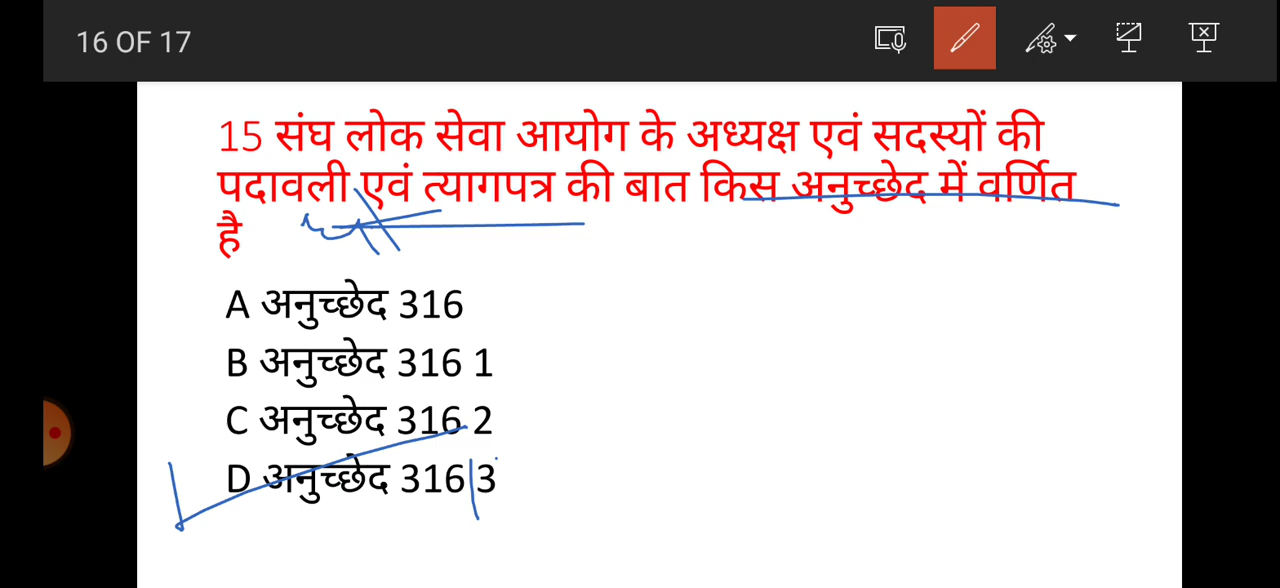 16 OF 17
15 संघ लोक सेवा आयोग के अध्यक्ष एवं सदस्यों की
पदावली एवं त्यागपत्र की बात किस अनुच्छेद में वर्णित
है
A अनुच्छेद 316
B अनुच्छेद 316 1
C अनुच्छेद 316 2
D अनुच्छेद 316 3